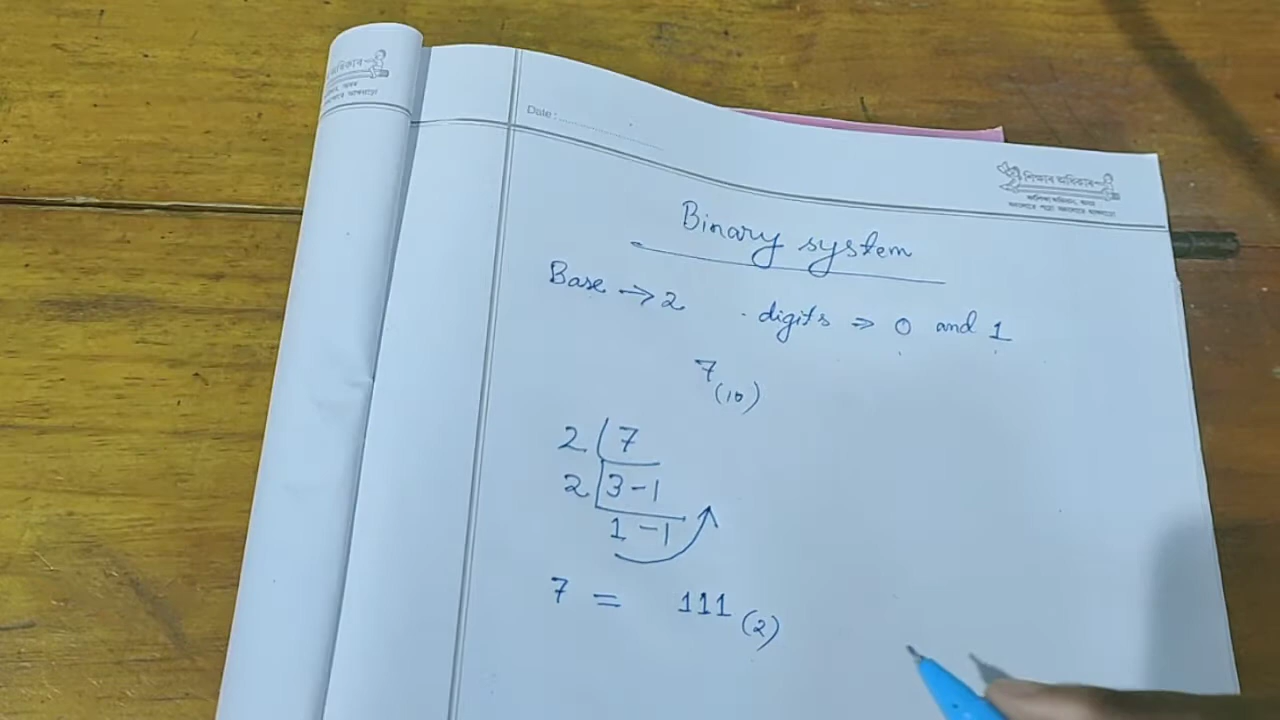 Date :
শিক্ষাৰ অধিকাৰ
Binary system
Base → 2 . digits ⇒ 0 and 1
7 (10)
2 ( 7
2 | 3 - 1
1 - 1
7 = 111 (2)